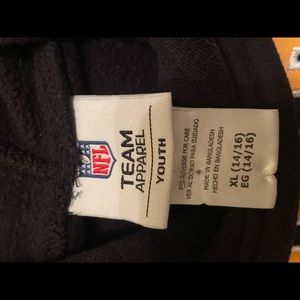 NFL
TEAM
APPAREL
YOUTH
SEE REVERSE FOR CARE
VER AL DORSO PARA CUIDADO
MADE IN BANGLADESH
HECHO EN BANGLADESH
XL (14/16)
EG (14/16)